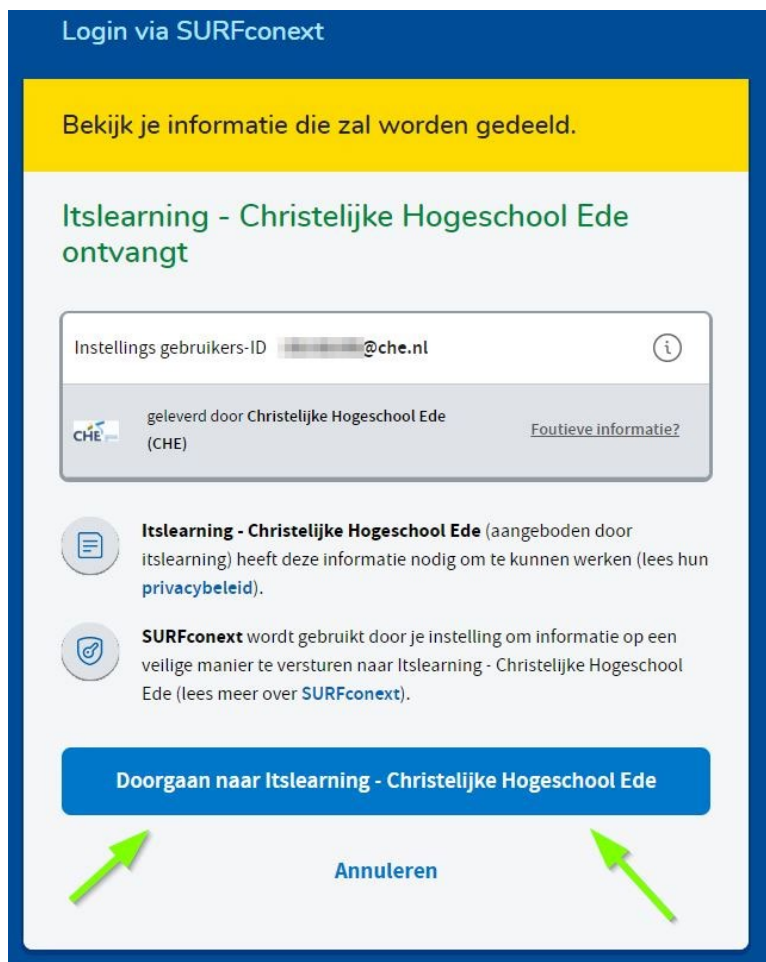 Login via SURFconext
Bekijk je informatie die zal worden gedeeld.
Itslearning - Christelijke Hogeschool Ede
ontvangt
Instellings gebruikers-ID @che.nl
i
CHE
geleverd door Christelijke Hogeschool Ede
(CHE)
Foutieve informatie?
Itslearning - Christelijke Hogeschool Ede (aangeboden door
itslearning) heeft deze informatie nodig om te kunnen werken (lees hun
privacybeleid).
SURFconext wordt gebruikt door je instelling om informatie op een
veilige manier te versturen naar Itslearning - Christelijke Hogeschool
Ede (lees meer over SURFconext).
Doorgaan naar Itslearning - Christelijke Hogeschool Ede
Annuleren